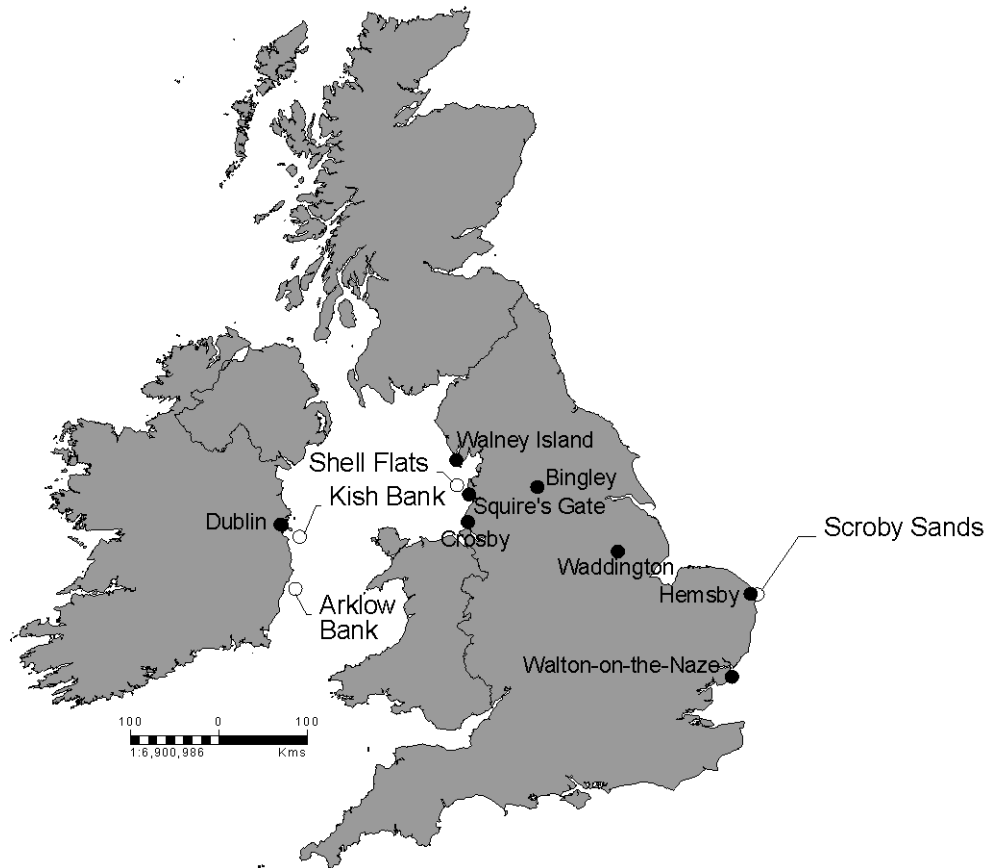 Walney Island
Shell Flats
Bingley
Kish Bank
Squire's Gate
Dublin
Crosby
Scroby Sands
Waddington
Hemsby
Arklow
Bank
Walton-on-the-Naze
100 0 100
1:6,900,986 Kms